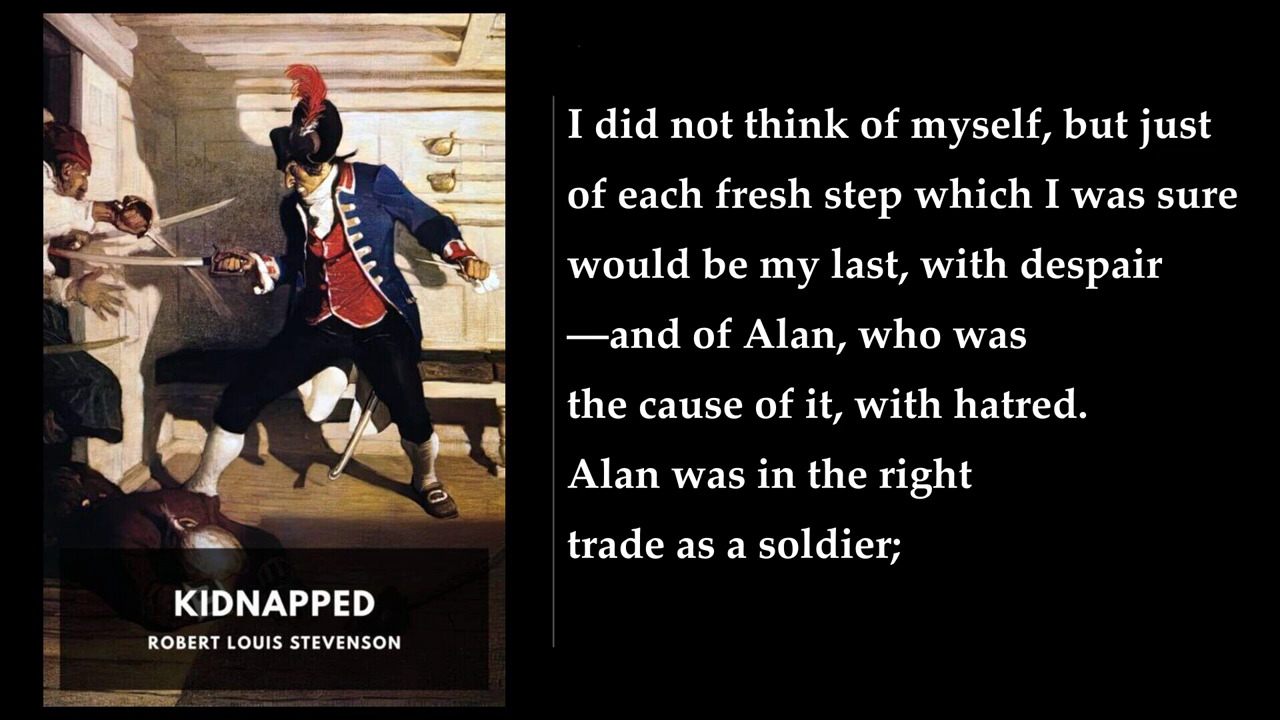 I did not think of myself, but just
of each fresh step which I was sure
would be my last, with despair
—and of Alan, who was
the cause of it, with hatred.
Alan was in the right
trade as a soldier;
KIDNAPPED
ROBERT LOUIS STEVENSON